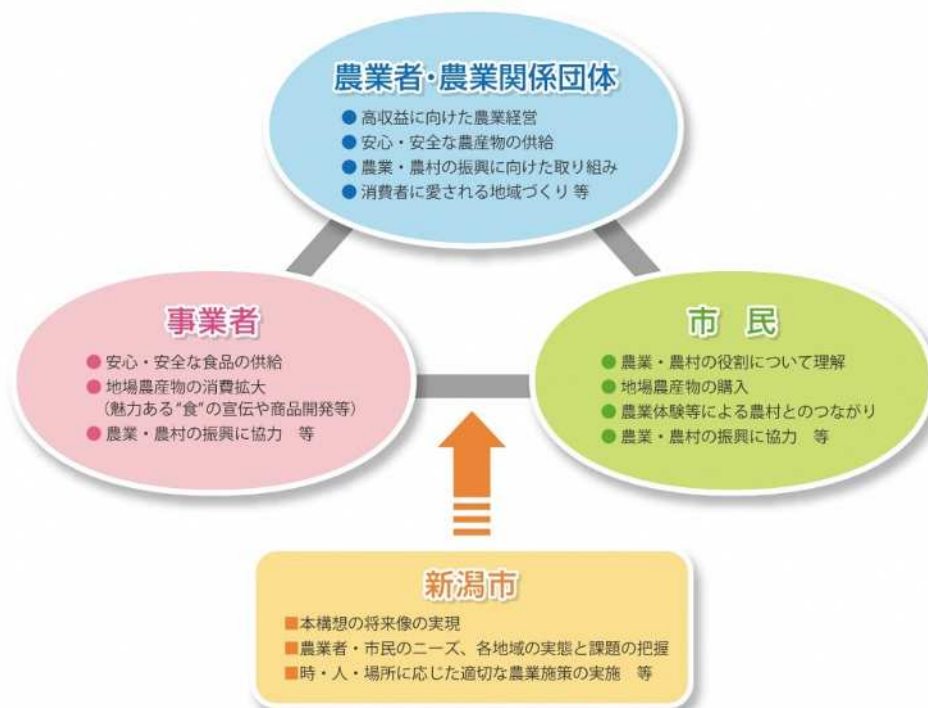 農業者・農業関係団体
● 高収益に向けた農業経営
● 安心・安全な農産物の供給
● 農業・農村の振興に向けた取り組み
● 消費者に愛される地域づくり 等
事業者
● 安心・安全な食品の供給
● 地場農産物の消費拡大
（魅力ある“食”の宣伝や商品開発等）
● 農業・農村の振興に協力　等
市　民
● 農業・農村の役割について理解
● 地場農産物の購入
● 農業体験等による農村とのつながり
● 農業・農村の振興に協力　等
新潟市
■本構想の将来像の実現
■農業者・市民のニーズ、各地域の実態と課題の把握
■時・人・場所に応じた適切な農業施策の実施　等